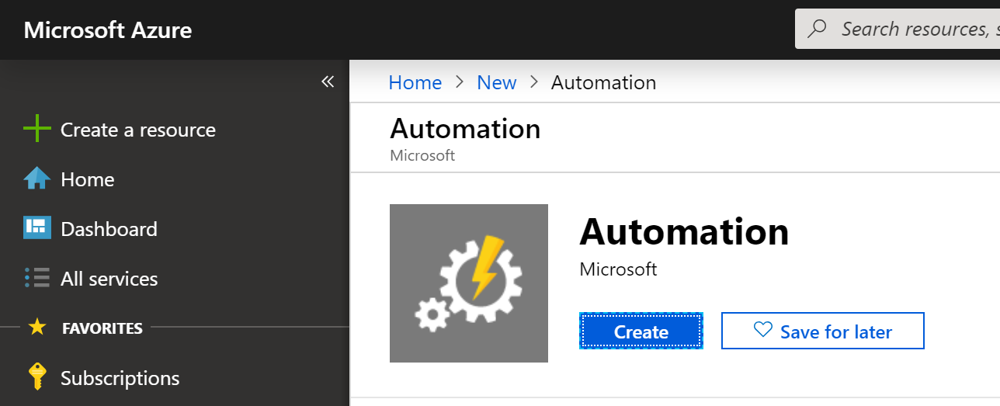 Microsoft Azure
Search resources,
Create a resource
Home
Dashboard
All services
FAVORITES
Subscriptions
Home > New > Automation
Automation
Microsoft
Automation
Microsoft
Create
Save for later